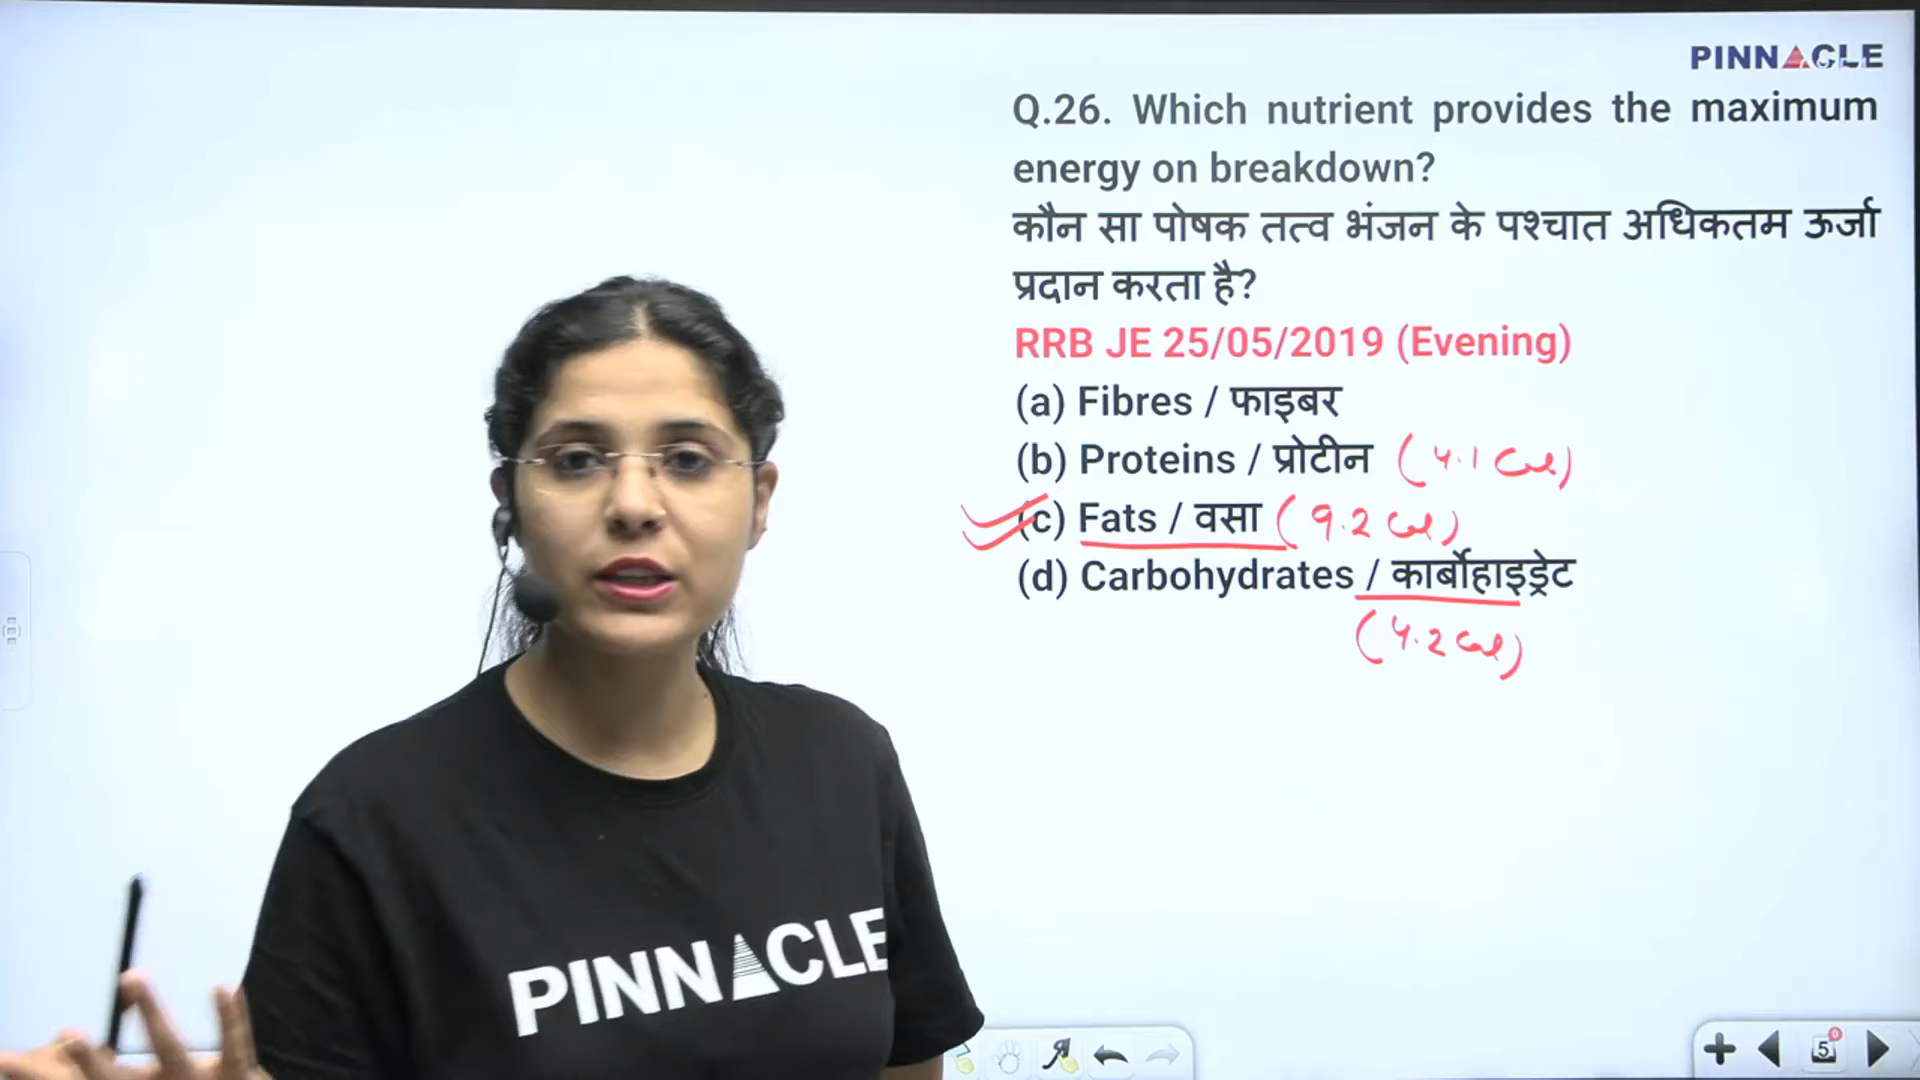 PINNACLE
Q.26. Which nutrient provides the maximum
energy on breakdown?
कौन सा पोषक तत्व भंजन के पश्चात अधिकतम ऊर्जा
प्रदान करता है?
RRB JE 25/05/2019 (Evening)
(a) Fibres / फाइबर
(b) Proteins / प्रोटीन (4.1 Cal)
(c) Fats / वसा (9.2 Cal)
(d) Carbohydrates / कार्बोहाइड्रेट
(4.2 Cal)
PINNACLE
5